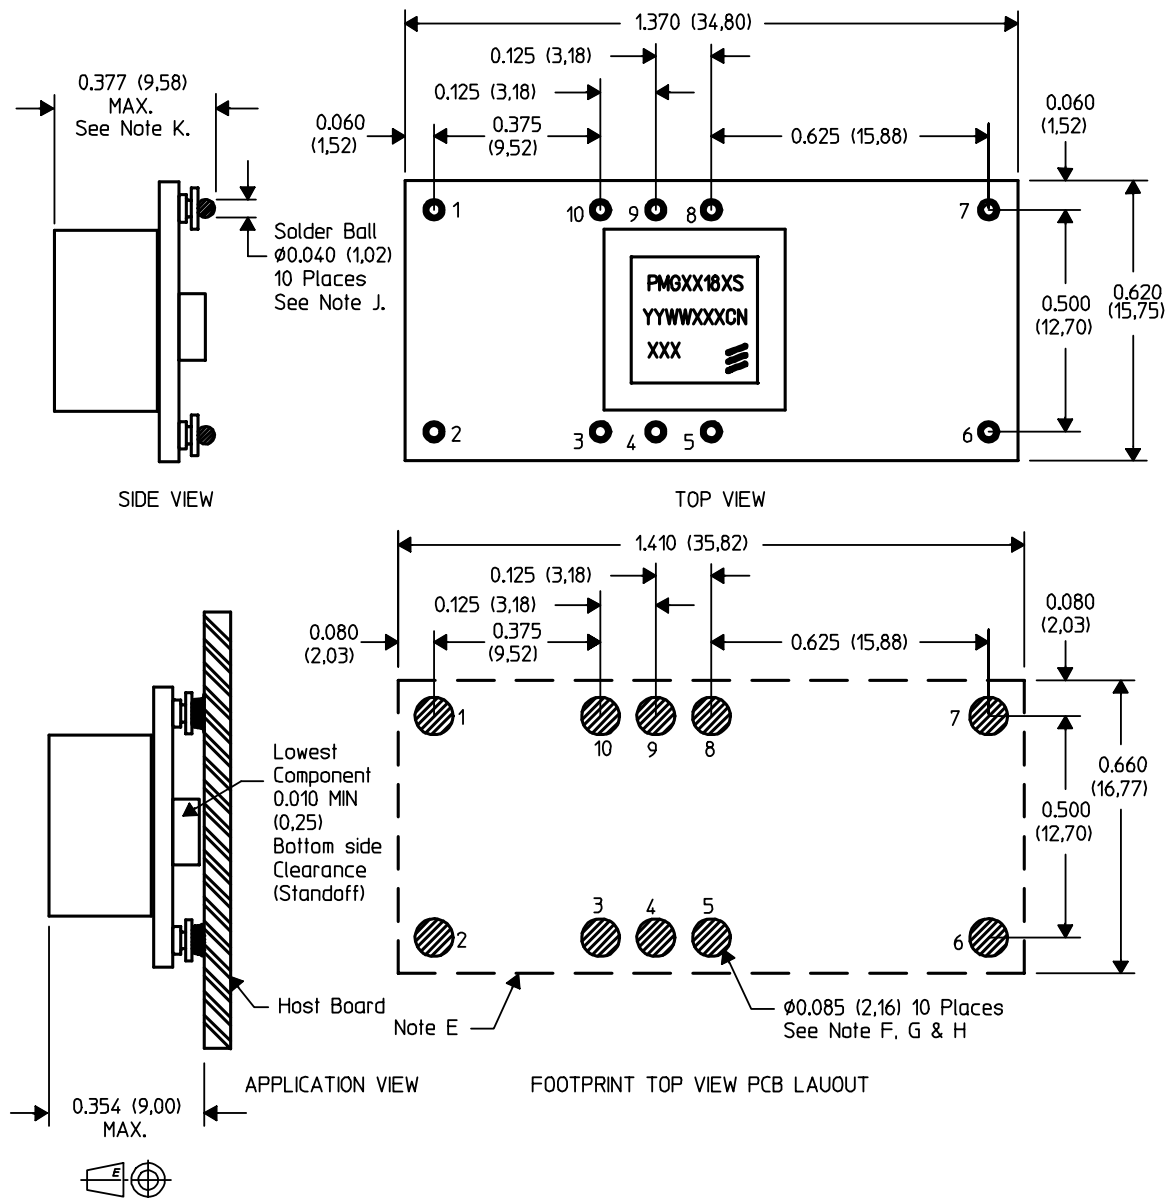 1.370 (34,80)
0.125 (3,18)
0.125 (3,18)
0.377 (9,58)
MAX.
See Note K.
0.060
(1,52)
0.375
(9,52)
0.625 (15,88)
0.060
(1,52)
1
10
9
8
7
Solder Ball
Ø0.040 (1,02)
10 Places
See Note J.
PMGXX18XS
YYWWXXXCN
XXX
0.500
(12,70)
0.620
(15,75)
2
3
4
5
6
SIDE VIEW
TOP VIEW
1.410 (35,82)
0.125 (3,18)
0.125 (3,18)
0.080
(2,03)
0.375
(9,52)
0.625 (15,88)
0.080
(2,03)
1
10
9
8
7
Lowest
Component
0.010 MIN
(0,25)
Bottom side
Clearance
(Standoff)
0.500
(12,70)
0.660
(16,77)
2
3
4
5
6
Host Board
Note E
Ø0.085 (2,16) 10 Places
See Note F, G & H
APPLICATION VIEW
FOOTPRINT TOP VIEW PCB LAUOUT
0.354 (9,00)
MAX.
E